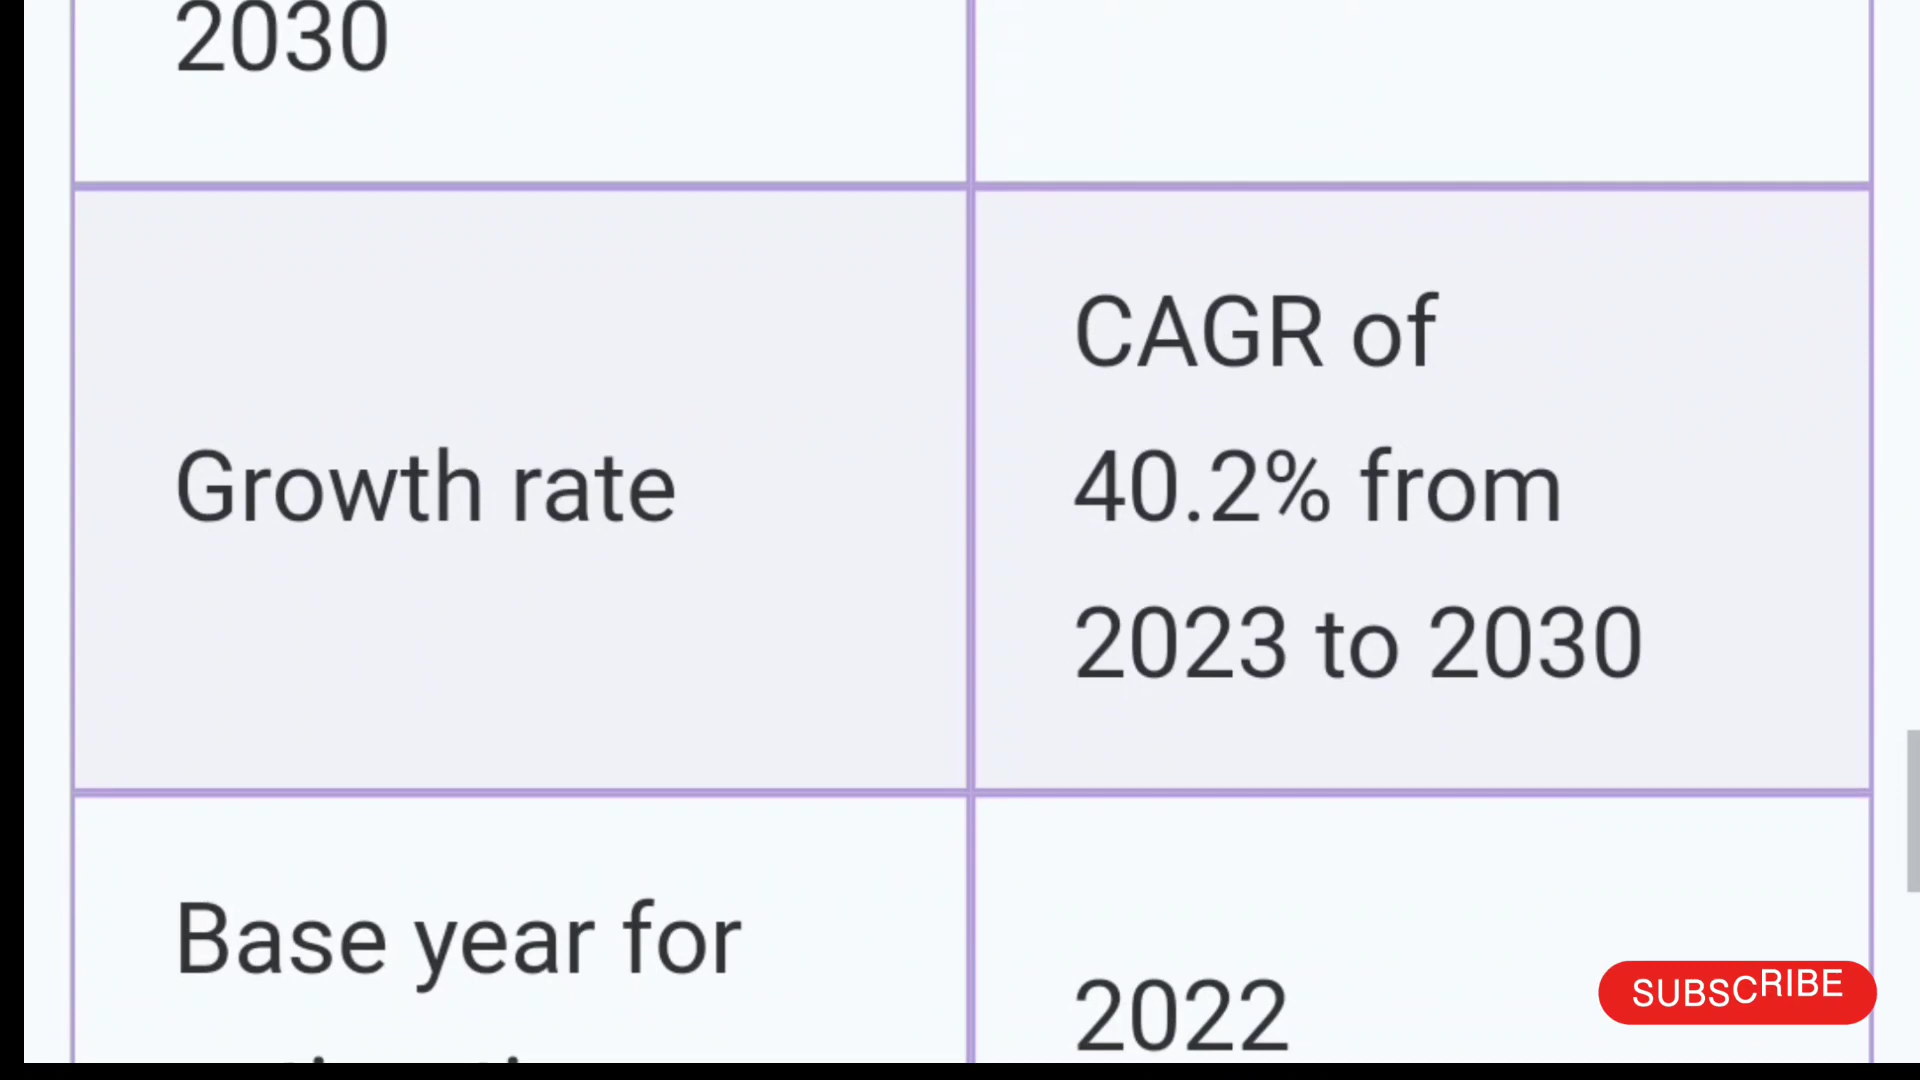 2030
Growth rate
CAGR of
40.2% from
2023 to 2030
Base year for
2022
SUBSCRIBE